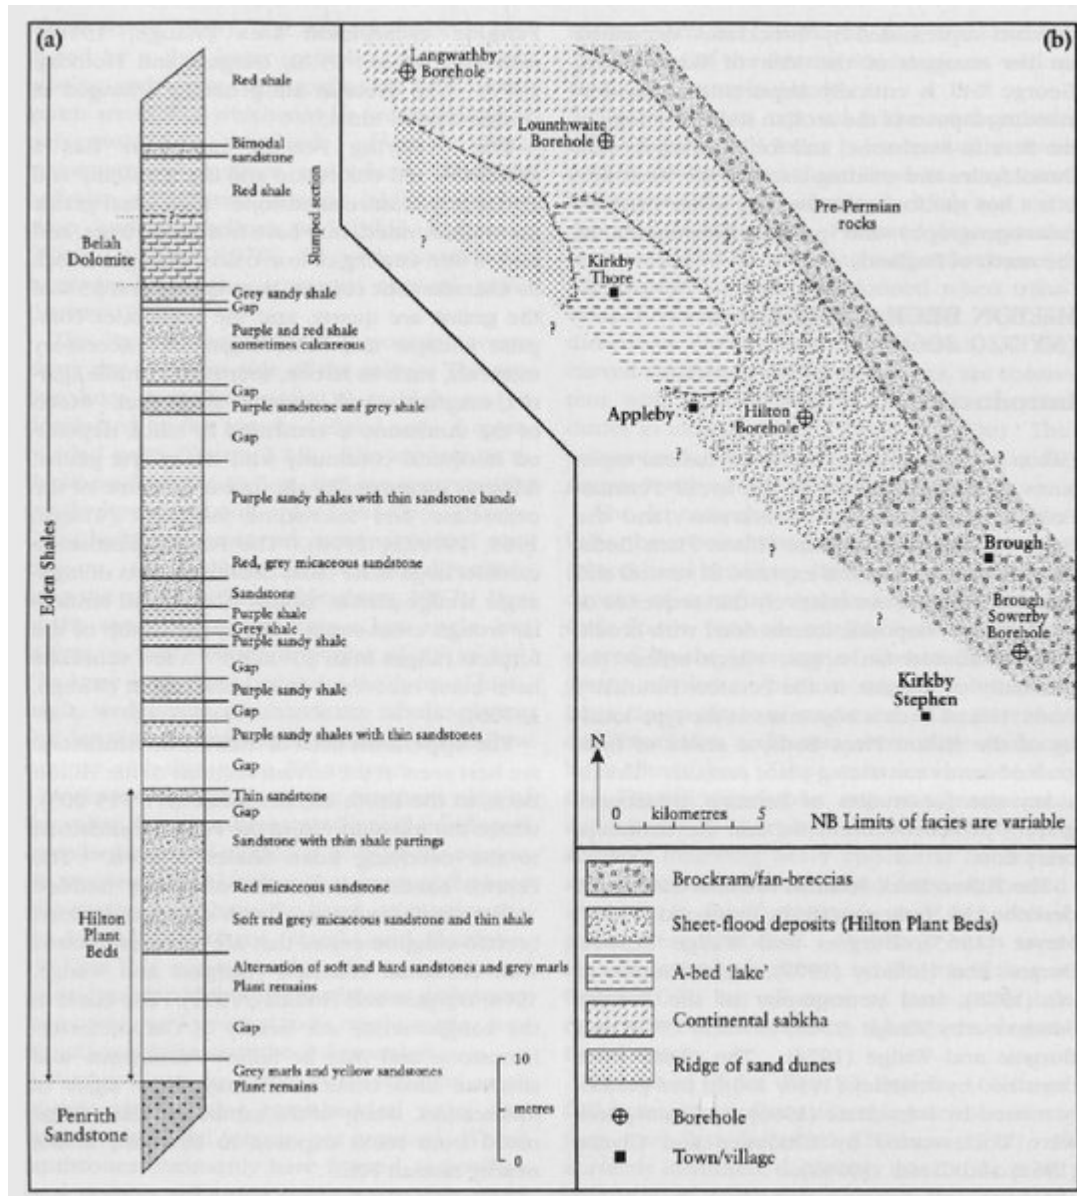 (a)
Red shale
Bimodal
sandstone
Red shale
?
Belah
Dolomite
Slumped section
Grey sandy shale
Gap
Purple and red shale
sometimes calcareous
Gap
Purple sandstone anf grey shale
Gap
Eden Shales
Purple sandy shales with thin sandstone bands
Red, grey micaceous sandstone
Sandstone
Purple shale
Grey shale
Purple sandy shale
Gap
Purple sandy shale
Gap
Purple sandy shales with thin sandstones
Gap
Thin sandstone
Gap
Sandstone with thin shale partings
Red micaceous sandstone
Hilton
Plant
Beds
Soft red grey micaceous sandstone and thin shale
Alternation of soft and hard sandstones and grey marls
Plant remains
Gap
Grey marls and yellow sandstones
Plant remains
Penrith
Sandstone
10
metres
0
(b)
Langwathby
Borehole
Lounthwaite
Borehole
Pre-Permian
rocks
?
?
Kirkby
Thore
?
?
Appleby
Hilton
Borehole
?
?
?
Brough
Brough
Sowerby
Borehole
?
Kirkby
Stephen
N
kilometres
0 5
NB Limits of facies are variable
Brockram/fan-breccias
Sheet-flood deposits (Hilton Plant Beds)
A-bed 'lake'
Continental sabkha
Ridge of sand dunes
Borehole
Town/village